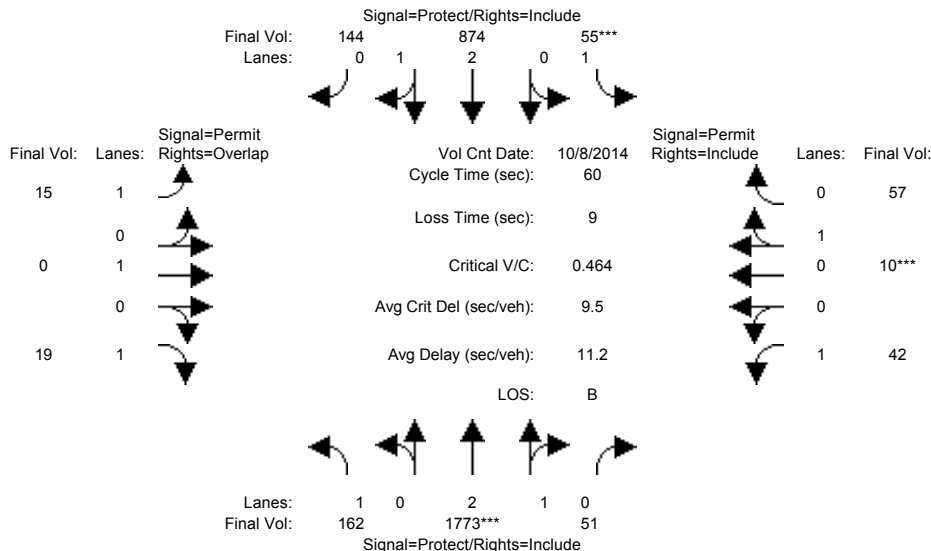 Signal=Protect/Rights=Include
Final Vol: 144 874 55***
Lanes: 0 1 2 0 1
Signal=Permit
Final Vol: Lanes: Rights=Overlap
Vol Cnt Date: 10/8/2014
Signal=Permit
Rights=Include Lanes: Final Vol:
Cycle Time (sec): 60
15 1
0 57
Loss Time (sec): 9
0
1
0 1
Critical V/C: 0.464
0 10***
0
Avg Crit Del (sec/veh): 9.5
0
19 1
Avg Delay (sec/veh): 11.2
1 42
LOS: B
Lanes: 1 0 2 1 0
Final Vol: 162 1773*** 51
Signal=Protect/Rights=Include